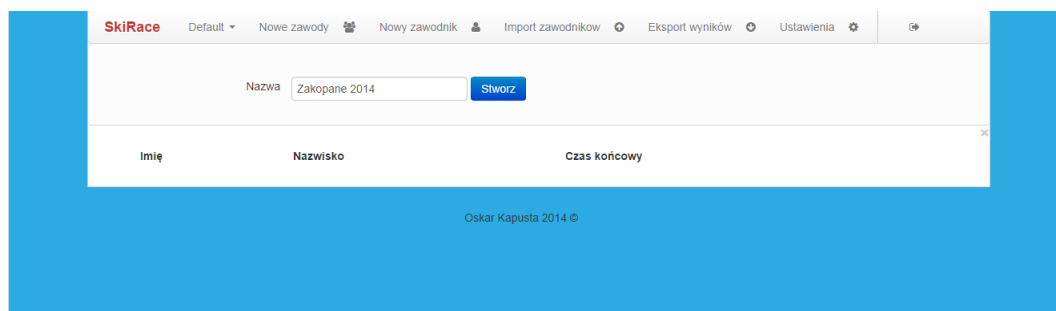 SkiRace Default Nowe zawody Nowy zawodnik Import zawodnikow Eksport wyników Ustawienia
Nazwa Zakopane 2014 Stworz
×
Imię Nazwisko Czas końcowy
Oskar Kapusta 2014 ©